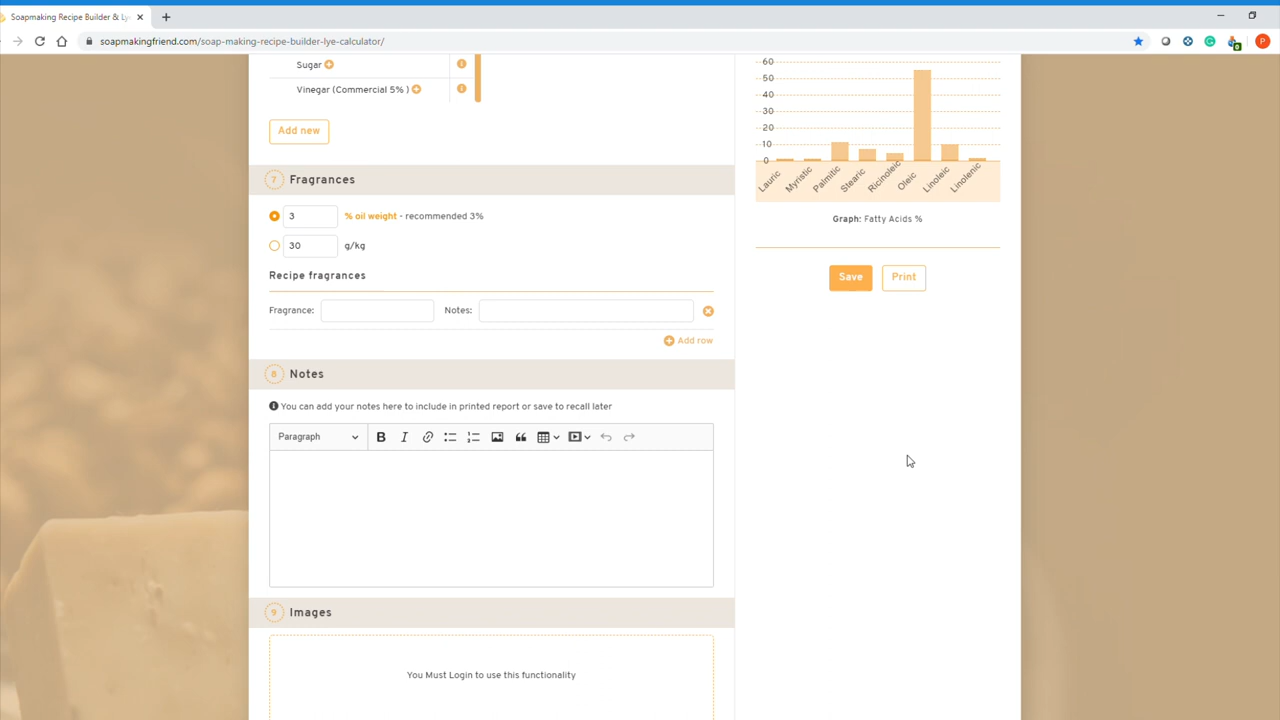 Soapmaking Recipe Builder & Ly
soapmakingfriend.com/soap-making-recipe-builder-lye-calculator/
P
0
Sugar
Vinegar (Commercial 5% )
Add new
7 Fragrances
3 % oil weight - recommended 3%
30 g/kg
Recipe fragrances
Fragrance: Notes:
Add row
8 Notes
You can add your notes here to include in printed report or save to recall later
Paragraph B I
9 Images
You Must Login to use this functionality
60
50
40
30
20
10
0
Lauric Myristic Palmitic Stearic Ricinoleic Oleic Linoleic Linolenic
Graph: Fatty Acids %
Save Print